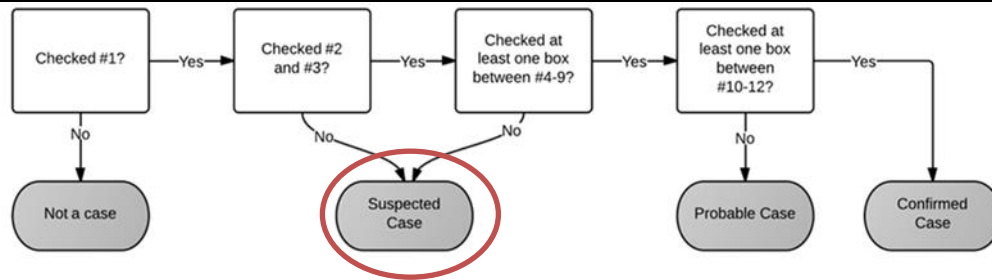 Checked #1?
Yes
Checked #2
and #3?
Yes
Checked at
least one box
between #4-9?
Yes
Checked at
least one box
between
#10-12?
Yes
No
No
No
No
Not a case
Suspected
Case
Probable Case
Confirmed
Case